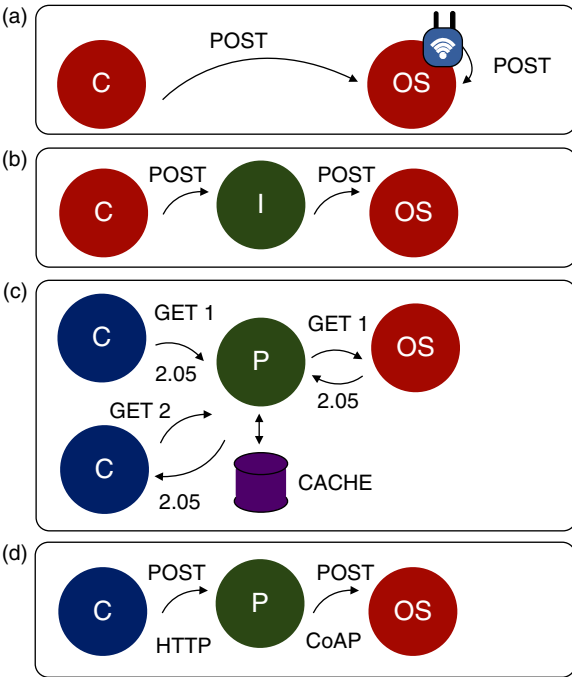 (a)
POST
C
OS
POST
(b)
POST
POST
C
I
OS
(c)
GET 1
GET 1
C
P
OS
2.05
2.05
GET 2
C
CACHE
2.05
(d)
POST
POST
C
P
OS
HTTP
CoAP